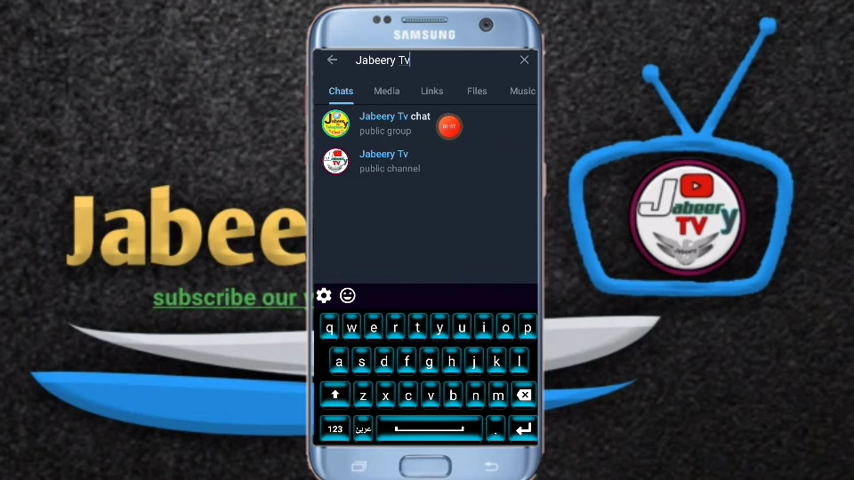 SAMSUNG
Jabeery Tv
Chats Media Links Files Music
Jabeery Tv chat
public group
Jabeery Tv
public channel
Jabee
subscribe our y
Jabeery
TV
q w e r t y u i o p
a s d f g h j k l
z x c v b n m
123 عربي .